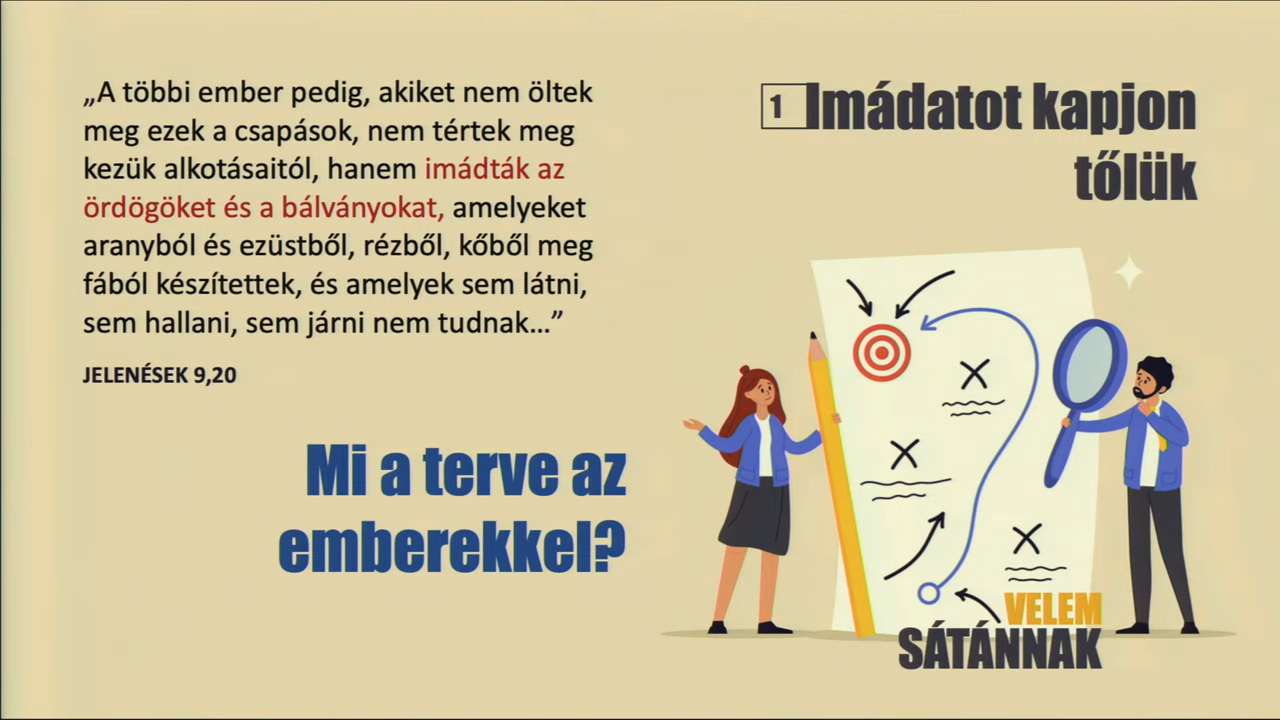 „A többi ember pedig, akiket nem öltek
meg ezek a csapások, nem tértek meg
kezük alkotásaitól, hanem imádták az
ördögöket és a bálványokat, amelyeket
aranyból és ezüstből, rézből, kőből meg
fából készítettek, és amelyek sem látni,
sem hallani, sem járni nem tudnak…”
JELENÉSEK 9,20
Mi a terve az
emberekkel?
1 Imádatot kapjon
tőlük
VELEM
SÁTÁNNAK